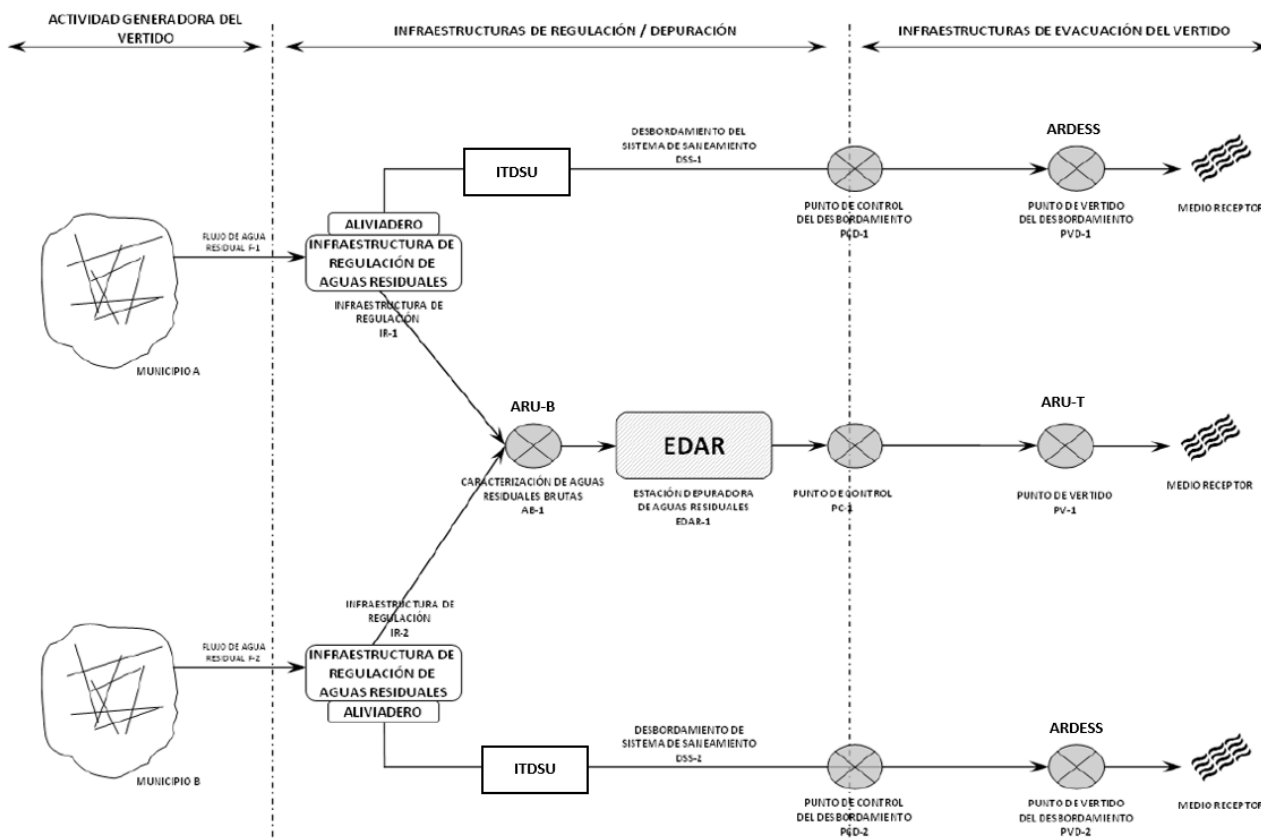 ACTIVIDAD GENERADORA DEL
VERTIDO
INFRAESTRUCTURAS DE REGULACIÓN / DEPURACIÓN
INFRAESTRUCTURAS DE EVACUACIÓN DEL VERTIDO
DESBORDAMIENTO DEL
SISTEMA DE SANEAMIENTO
DSS-1
ARDESS
ITDSU
PUNTO DE CONTROL
DEL DESBORDAMIENTO
PCD-1
PUNTO DE VERTIDO
DEL DESBORDAMIENTO
PVD-1
MEDIO RECEPTOR
FLUJO DE AGUA
RESIDUAL F-1
ALIVIADERO
INFRAESTRUCTURA DE
REGULACIÓN DE
AGUAS RESIDUALES
INFRAESTRUCTURA DE
REGULACIÓN
IR-1
MUNICIPIO A
ARU-B
EDAR
ARU-T
CARACTERIZACIÓN DE AGUAS
RESIDUALES BRUTAS
AB-1
ESTACIÓN DEPURADORA
DE AGUAS RESIDUALES
EDAR-1
PUNTO DE CONTROL
PC-1
PUNTO DE VERTIDO
PV-1
MEDIO RECEPTOR
INFRAESTRUCTURA DE
REGULACIÓN
IR-2
FLUJO DE AGUA
RESIDUAL F-2
INFRAESTRUCTURA DE
REGULACIÓN DE
AGUAS RESIDUALES
ALIVIADERO
MUNICIPIO B
DESBORDAMIENTO DE
SISTEMA DE SANEAMIENTO
DSS-2
ARDESS
ITDSU
PUNTO DE CONTROL
DEL DESBORDAMIENTO
PCD-2
PUNTO DE VERTIDO
DEL DESBORDAMIENTO
PVD-2
MEDIO RECEPTOR